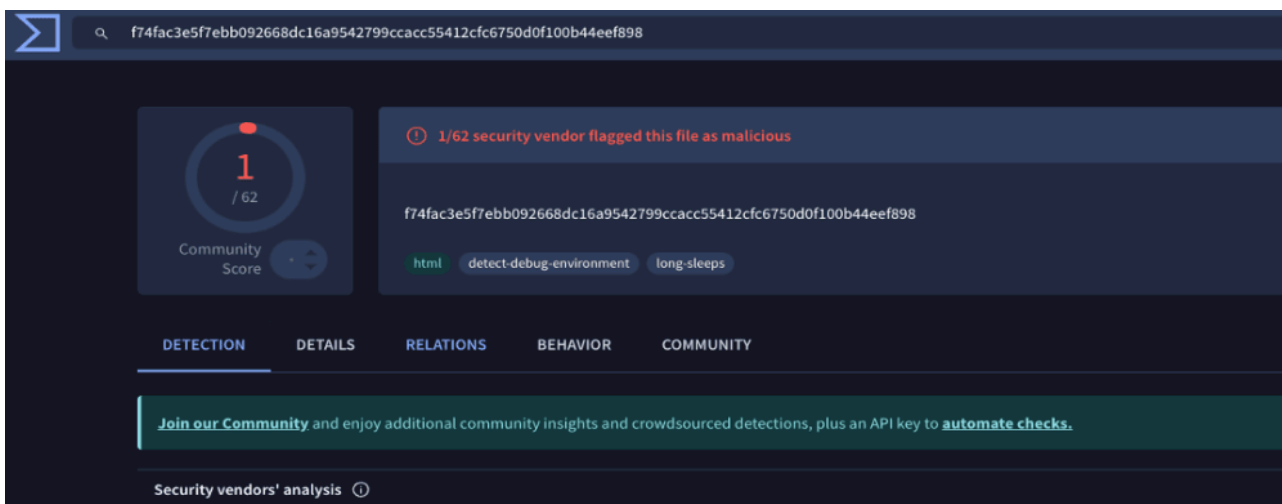 f74fac3e5f7ebb092668dc16a9542799ccacc55412cfc6750d0f100b44eef898
1/62 security vendor flagged this file as malicious
1
/ 62
Community
Score
f74fac3e5f7ebb092668dc16a9542799ccacc55412cfc6750d0f100b44eef898
html detect-debug-environment long-sleeps
DETECTION DETAILS RELATIONS BEHAVIOR COMMUNITY
Join our Community and enjoy additional community insights and crowdsourced detections, plus an API key to automate checks.
Security vendors' analysis